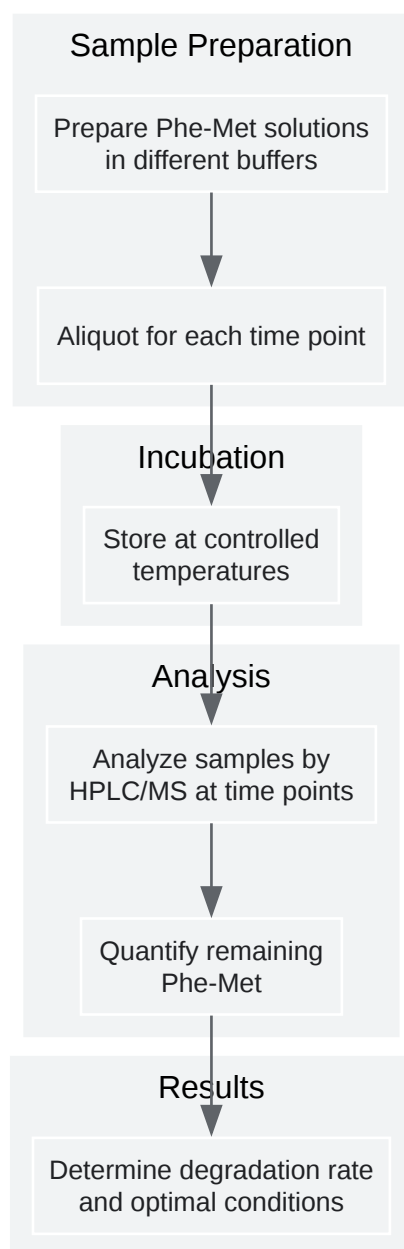 Sample Preparation
Prepare Phe-Met solutions
in different buffers
Aliquot for each time point
Incubation
Store at controlled
temperatures
Analysis
Analyze samples by
HPLC/MS at time points
Quantify remaining
Phe-Met
Results
Determine degradation rate
and optimal conditions